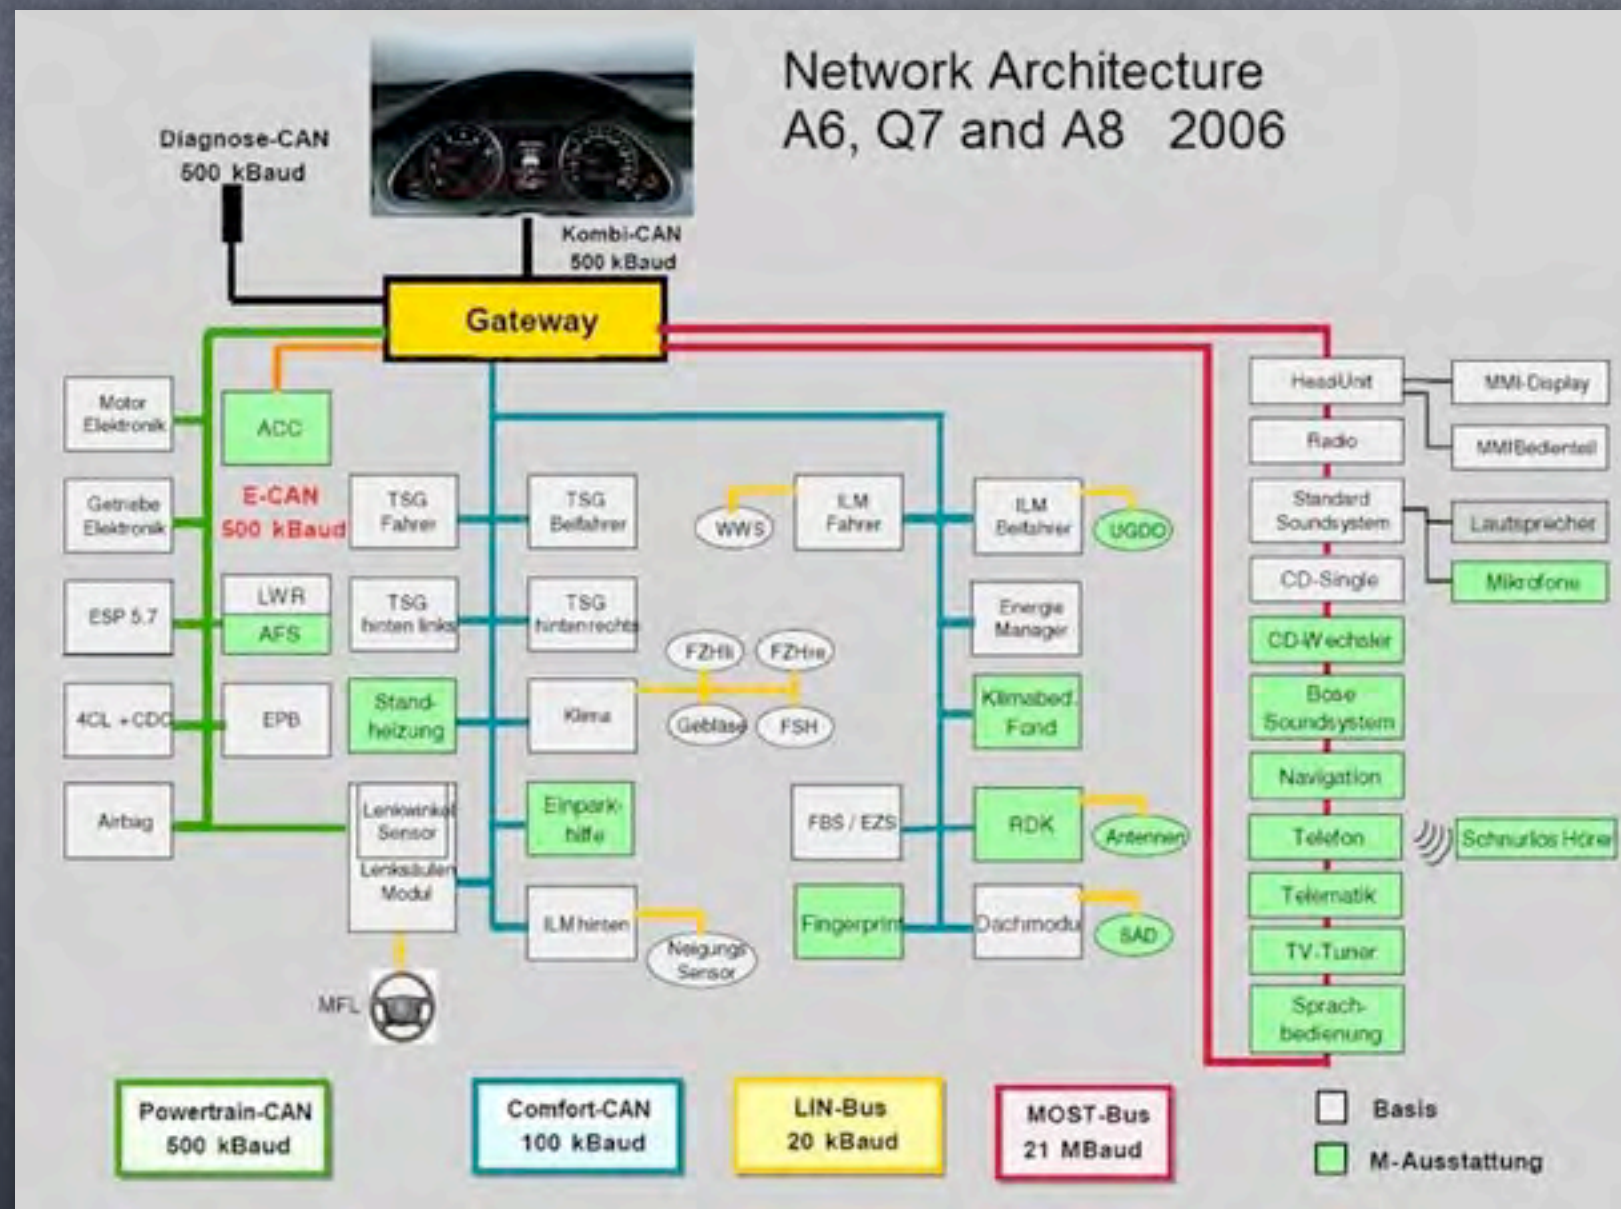 Network Architecture
A6, Q7 and A8 2006
Diagnose-CAN
500 kBaud
Kombi-CAN
500 kBaud
Gateway
Motor
Elektronik
ACC
E-CAN
500 kBaud
Getriebe
Elektronik
ESP 5.7
LWR
AFS
4CL + CDC
EPB
Airbag
TSG
Fahrer
TSG
Beifahrer
TSG
hinten links
TSG
hinten rechts
Stand-
heizung
Klima
FZHli
FZHre
Gebläse
FSH
Lenkwinkel
Sensor
Lenksäulen
Modul
MFL
Einpark-
hilfe
ILM hinten
Neigungs
Sensor
WWS
ILM
Fahrer
ILM
Beifahrer
UGDO
Energie
Manager
Klimabed.
Fond
FBS / EZS
RDK
Antennen
Fingerprint
Dachmodu
SAD
HeadUnit
MMI-Display
Radio
MMI Bedienteil
Standard
Soundsystem
Lautsprecher
CD-Single
Mikrofone
CD-Wechsler
Bose
Soundsystem
Navigation
Telefon
Schnurlos Hörer
Telematik
TV-Tuner
Sprach-
bedienung
Powertrain-CAN
500 kBaud
Comfort-CAN
100 kBaud
LIN-Bus
20 kBaud
MOST-Bus
21 MBaud
Basis
M-Ausstattung